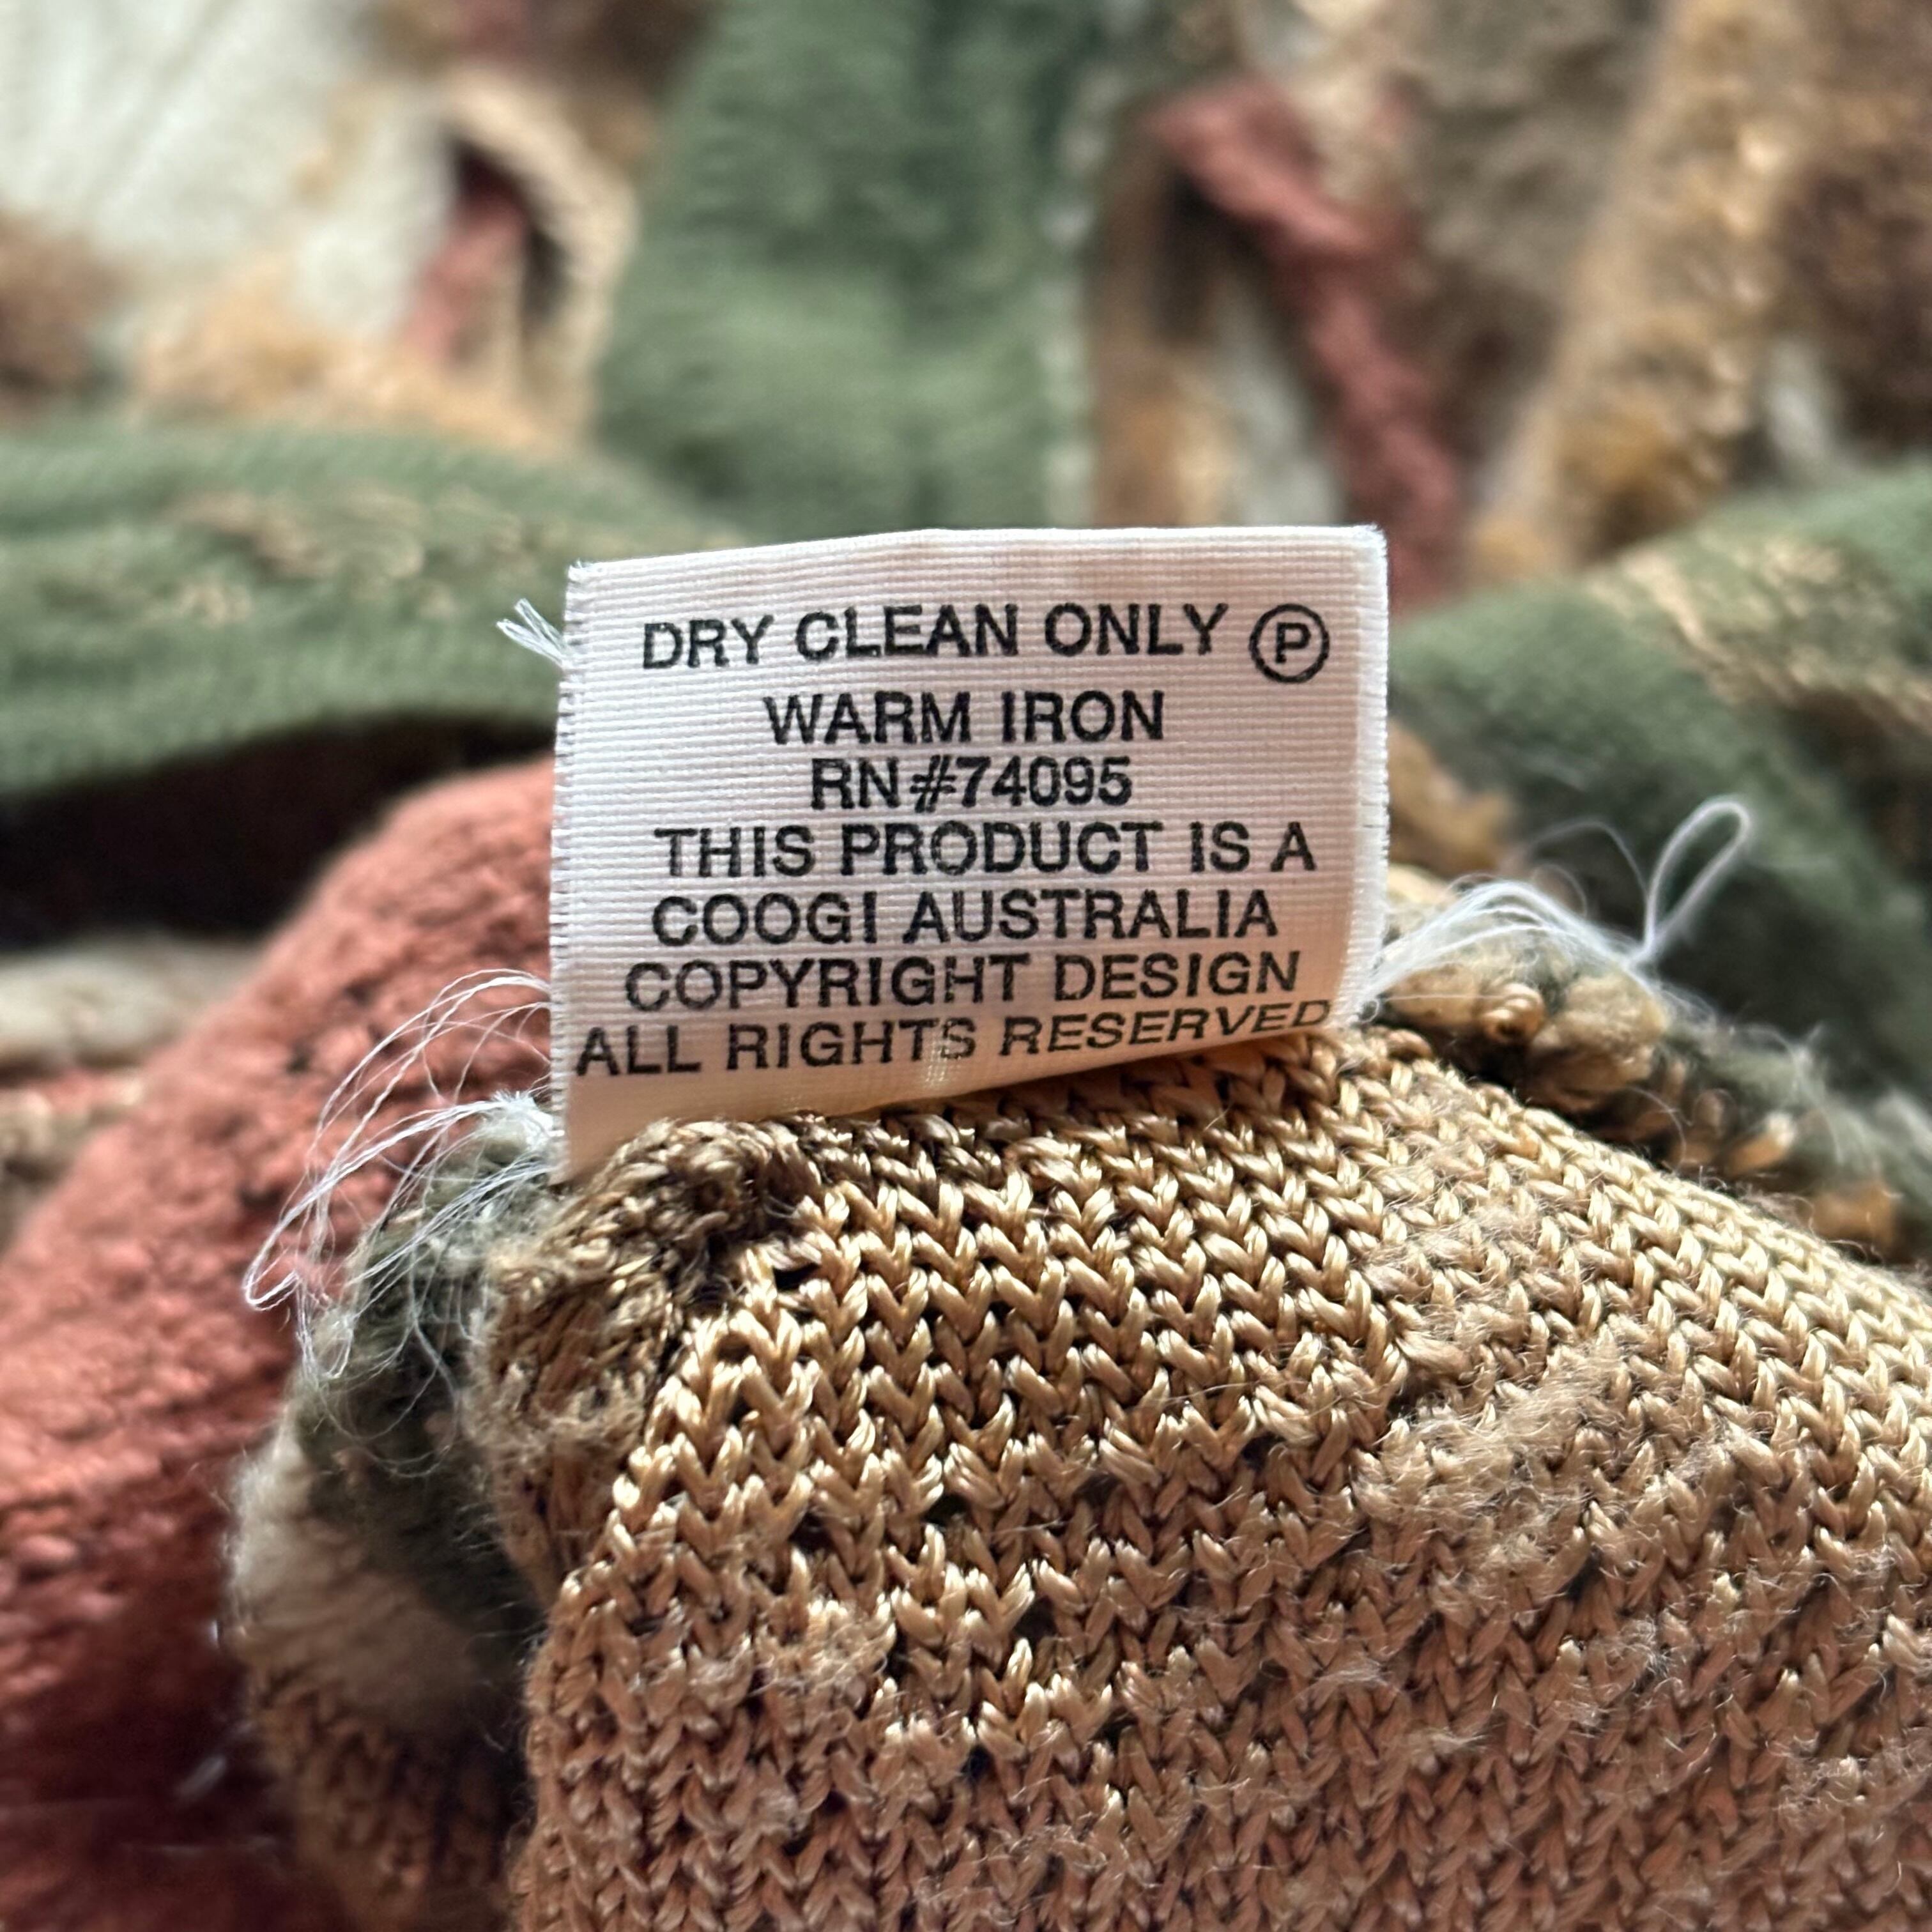 DRY CLEAN ONLY Ⓟ
WARM IRON
RN#74095
THIS PRODUCT IS A
COOGI AUSTRALIA
COPYRIGHT DESIGN
ALL RIGHTS RESERVED